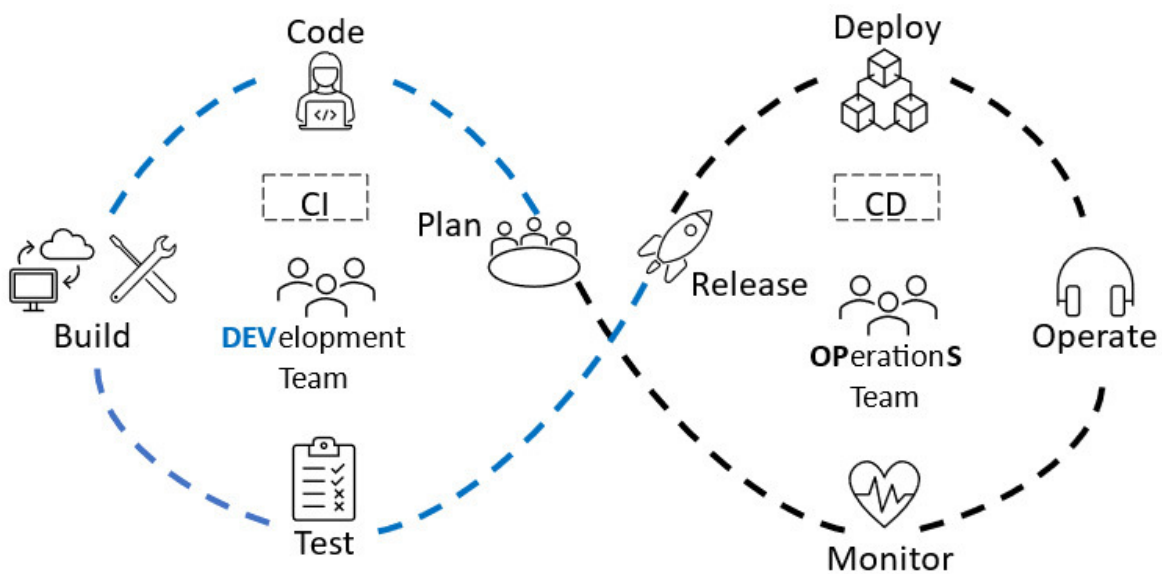 Code
Deploy
</>
CI
CD
Plan
Release
Build
DEVelopment
Team
OPerationS
Team
Operate
Test
Monitor